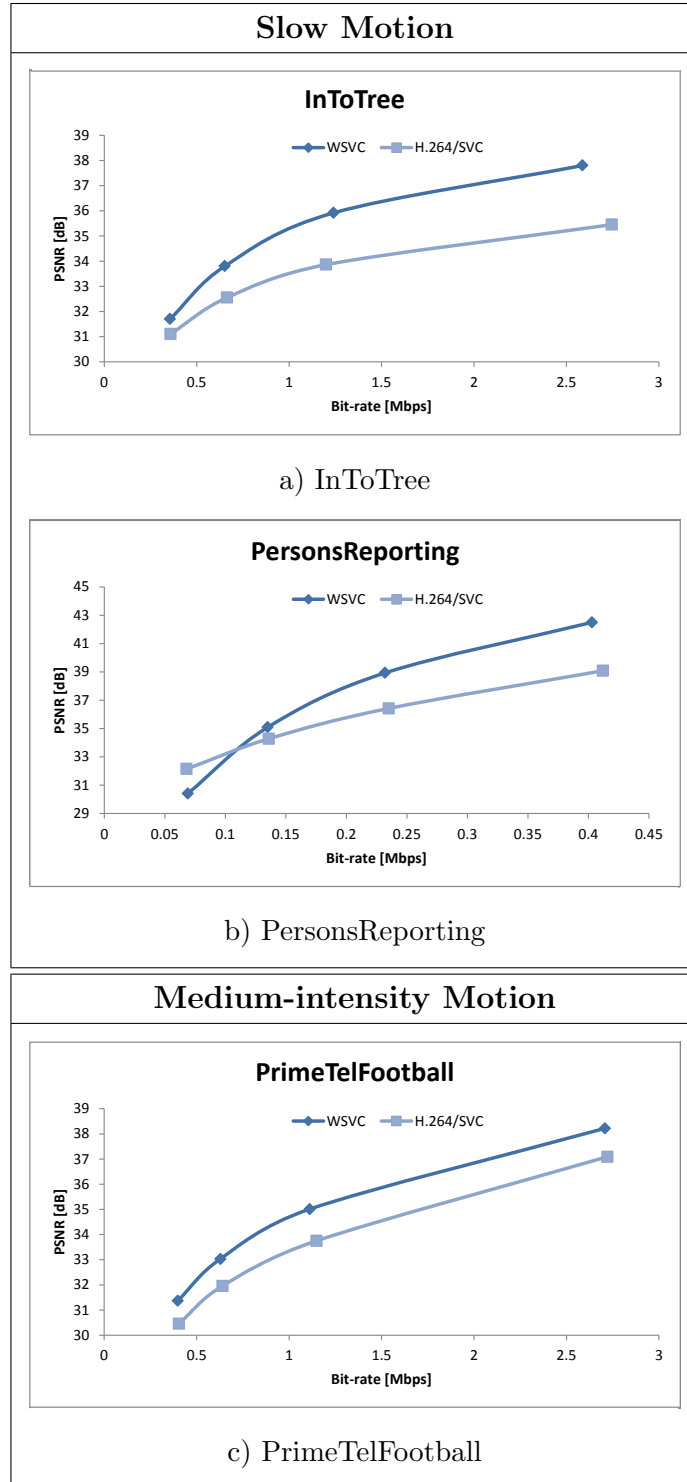 Slow Motion
InToTree
WSVC H.264/SVC
39
38
37
36
35
34
33
32
31
30
PSNR [dB]
0 0.5 1 1.5 2 2.5 3
Bit-rate [Mbps]
a) InToTree
PersonsReporting
WSVC H.264/SVC
45
43
41
39
37
35
33
31
29
PSNR [dB]
0 0.05 0.1 0.15 0.2 0.25 0.3 0.35 0.4 0.45
Bit-rate [Mbps]
b) PersonsReporting
Medium-intensity Motion
PrimeTelFootball
WSVC H.264/SVC
39
38
37
36
35
34
33
32
31
30
PSNR [dB]
0 0.5 1 1.5 2 2.5 3
Bit-rate [Mbps]
c) PrimeTelFootball